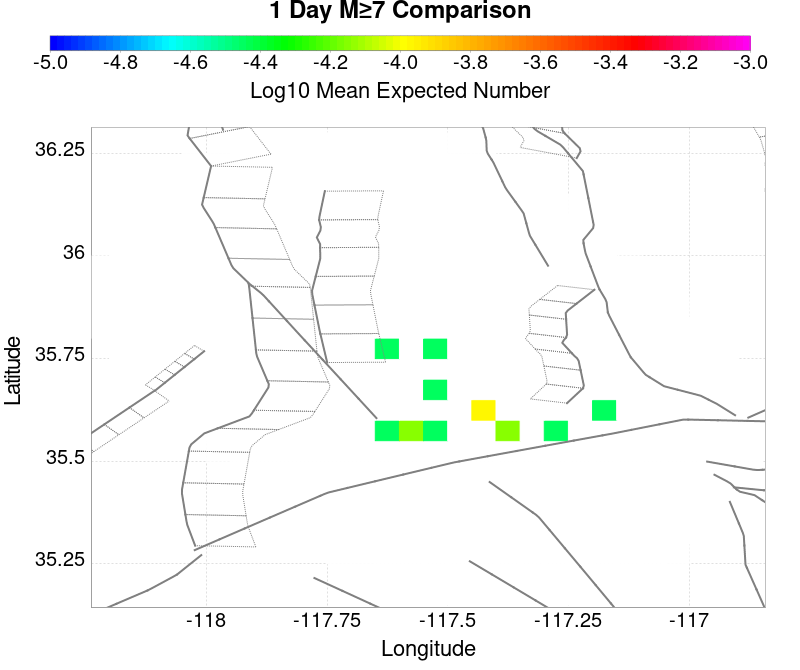 1 Day M≥7 Comparison
-5.0 -4.8 -4.6 -4.4 -4.2 -4.0 -3.8 -3.6 -3.4 -3.2 -3.0
Log10 Mean Expected Number
36.25
36
35.75
35.5
35.25
Latitude
-118 -117.75 -117.5 -117.25 -117
Longitude